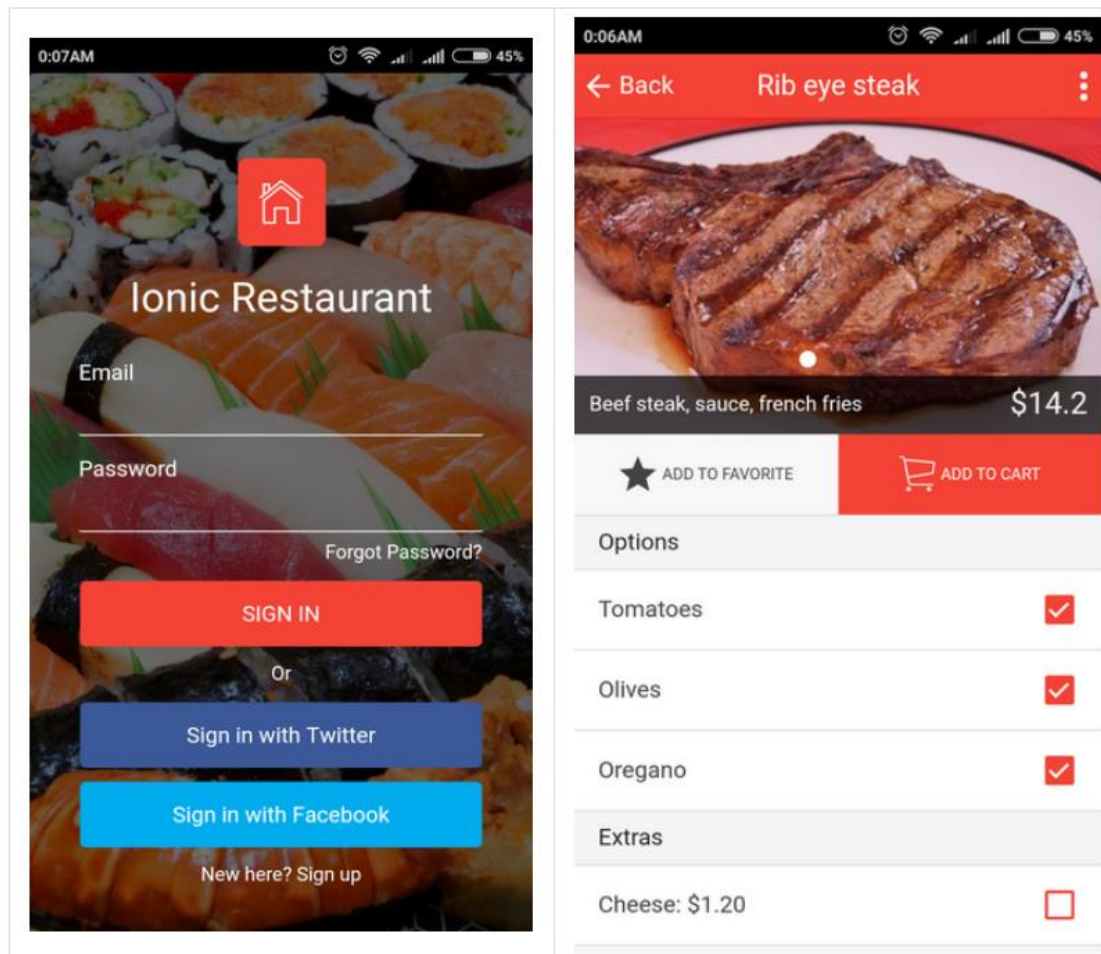 0:07AM
45%
Ionic Restaurant
Email
Password
Forgot Password?
SIGN IN
Or
Sign in with Twitter
Sign in with Facebook
New here? Sign up
0:06AM
45%
Back
Rib eye steak
Beef steak, sauce, french fries
$14.2
ADD TO FAVORITE
ADD TO CART
Options
Tomatoes
Olives
Oregano
Extras
Cheese: $1.20